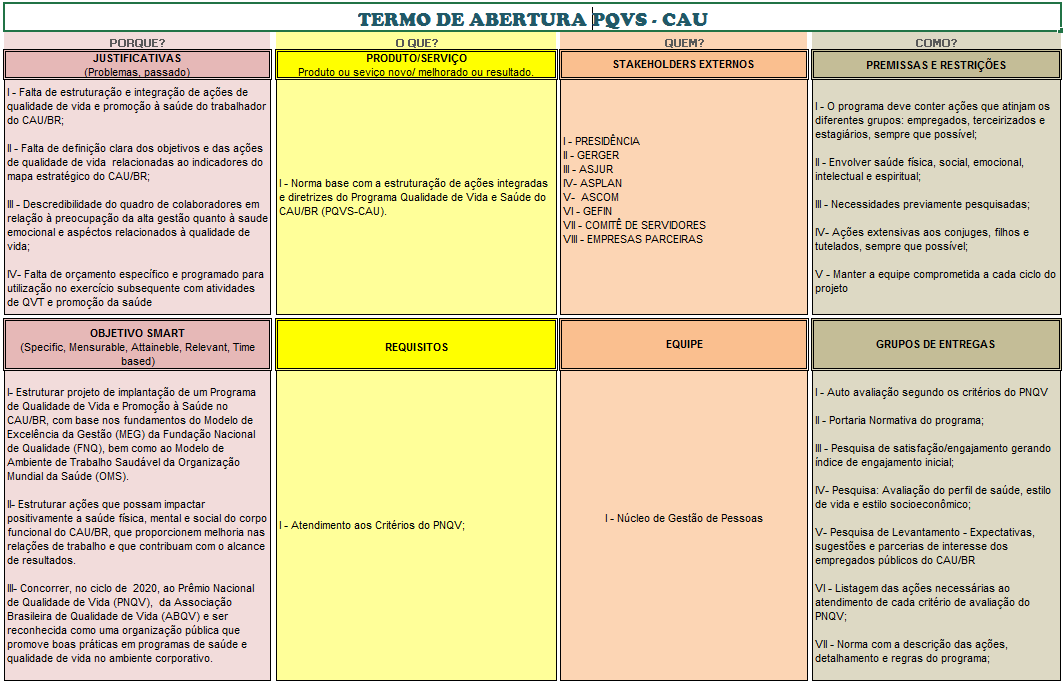 TERMO DE ABERTURA PQVS - CAU
PORQUE?
O QUE?
QUEM?
COMO?
JUSTIFICATIVAS
(Problemas, passado)
PRODUTO/SERVIÇO
Produto ou seviço novo/ melhorado ou resultado.
STAKEHOLDERS EXTERNOS
PREMISSAS E RESTRIÇÕES
I - Falta de estruturação e integração de ações de
qualidade de vida e promoção à saúde do trabalhador
do CAU/BR;
II - Falta de definição clara dos objetivos e das ações
de qualidade de vida relacionadas ao indicadores do
mapa estratégico do CAU/BR;
III - Descredibilidade do quadro de colaboradores em
relação à preocupação da alta gestão quanto à saude
emocional e aspéctos relacionados à qualidade de
vida;
IV- Falta de orçamento específico e programado para
utilização no exercício subsequente com atividades
de QVT e promoção da saúde
I - Norma base com a estruturação de ações integradas
e diretrizes do Programa Qualidade de Vida e Saúde do
CAU/BR (PQVS-CAU).
I - PRESIDÊNCIA
II - GERGER
III - ASJUR
IV- ASPLAN
V- ASCOM
VI - GEFIN
VII - COMITÊ DE SERVIDORES
VIII - EMPRESAS PARCEIRAS
I - O programa deve conter ações que atinjam os
diferentes grupos: empregados, terceirizados e
estagiários, sempre que possível;
II - Envolver saúde física, social, emocional,
intelectual e espiritual;
III - Necessidades previamente pesquisadas;
IV- Ações extensivas aos conjuges, filhos e
tutelados, sempre que possível;
V - Manter a equipe comprometida a cada ciclo do
projeto
OBJETIVO SMART
(Specific, Mensurable, Attaineble, Relevant, Time
based)
REQUISITOS
EQUIPE
GRUPOS DE ENTREGAS
I- Estruturar projeto de implantação de um Programa
de Qualidade de Vida e Promoção à Saúde no
CAU/BR, com base nos fundamentos do Modelo de
Excelência da Gestão (MEG) da Fundação Nacional
de Qualidade (FNQ), bem como ao Modelo de
Ambiente de Trabalho Saudável da Organização
Mundial da Saúde (OMS).
II- Estruturar ações que possam impactar
positivamente a saúde física, mental e social do corpo
funcional do CAU/BR, que proporcionem melhoria nas
relações de trabalho e que contribuam com o alcance
de resultados.
III- Concorrer, no ciclo de 2020, ao Prêmio Nacional
de Qualidade de Vida (PNQV), da Associação
Brasileira de Qualidade de Vida (ABQV) e ser
reconhecida como uma organização pública que
promove boas práticas em programas de saúde e
qualidade de vida no ambiente corporativo.
I - Atendimento aos Critérios do PNQV;
I - Núcleo de Gestão de Pessoas
I - Auto avaliação segundo os critérios do PNQV
II - Portaria Normativa do programa;
III - Pesquisa de satisfação/engajamento gerando
índice de engajamento inicial;
IV- Pesquisa: Avaliação do perfil de saúde, estilo
de vida e estilo socioeconômico;
V- Pesquisa de Levantamento - Expectativas,
sugestões e parcerias de interesse dos
empregados públicos do CAU/BR
VI - Listagem das ações necessárias ao
atendimento de cada critério de avaliação do
PNQV;
VII - Norma com a descrição das ações,
detalhamento e regras do programa;